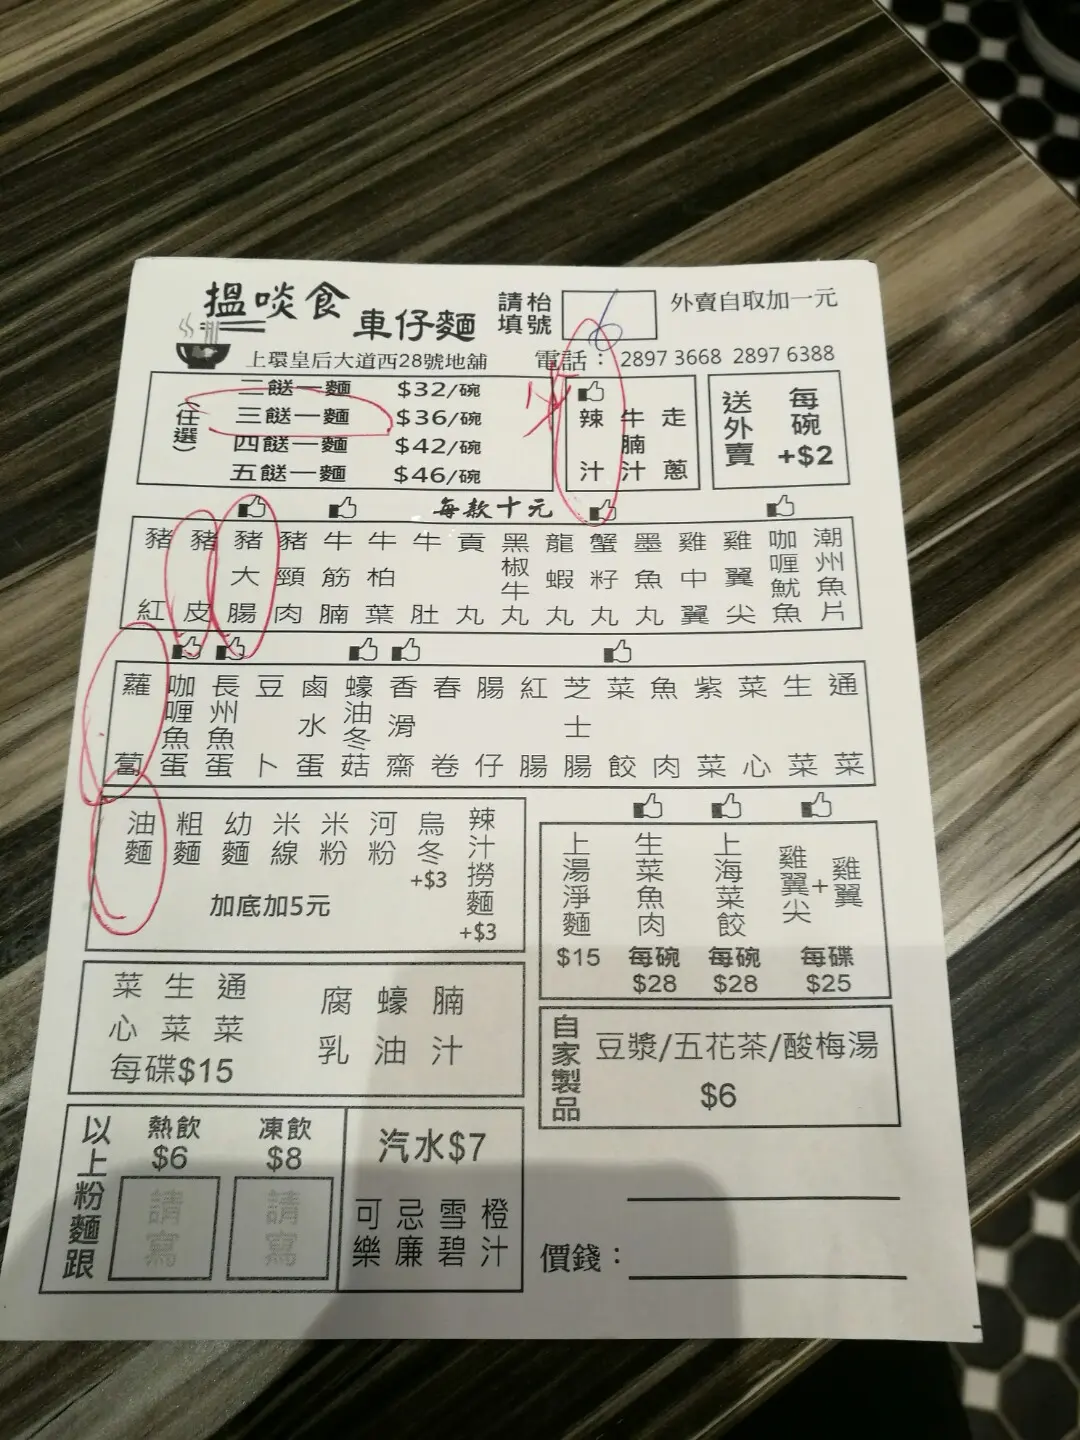 搵啖食 車仔麵
請填枱號 6
外賣自取加一元
上環皇后大道西28號地舖
電話： 2897 3668 2897 6388
(任選)
二餸一麵 $32/碗
三餸一麵 $36/碗
四餸一麵 $42/碗
五餸一麵 $46/碗
辣汁 牛腩汁 走蔥
送外賣 每碗 +$2
每款十元
豬紅 豬皮 豬大腸 豬頸肉 牛筋腩 牛柏葉 牛肚 貢丸 黑椒牛丸 龍蝦丸 蟹籽丸 墨魚丸 雞中翼 雞翼尖 咖喱魷魚 潮州魚片
蘿蔔 咖喱魚蛋 長州魚蛋 豆卜 鹵水蛋 蠔油冬菇 香滑齋 春卷 腸仔 紅腸 芝士腸 菜餃 魚肉 紫菜 菜心 生菜 通菜
油麵 粗麵 幼麵 米線 米粉 河粉 烏冬+$3 辣汁撈麵+$3
加底加5元
上湯淨麵 $15
生菜魚肉 每碗 $28
上海菜餃 每碗 $28
雞翼尖+雞翼 每碟 $25
菜心 生菜 通菜
每碟$15
腐乳 蠔油 腩汁
自家製品
豆漿/五花茶/酸梅湯
$6
以上粉麵跟
熱飲 $6 請寫
凍飲 $8 請寫
汽水$7
可樂 忌廉 雪碧 橙汁
價錢：